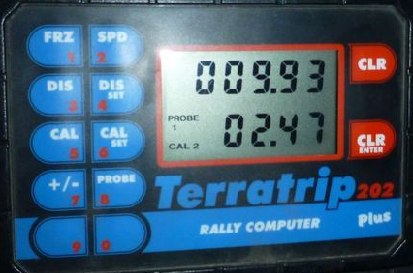 FRZ SPD
1 2
009.93
CLR
DIS DIS SET
3 4
PROBE 1
02.47
CAL 2
CAL CAL SET
5 6
CLR ENTER
+/- PROBE
7 8
Terratrip 202
plus
RALLY COMPUTER
9 0